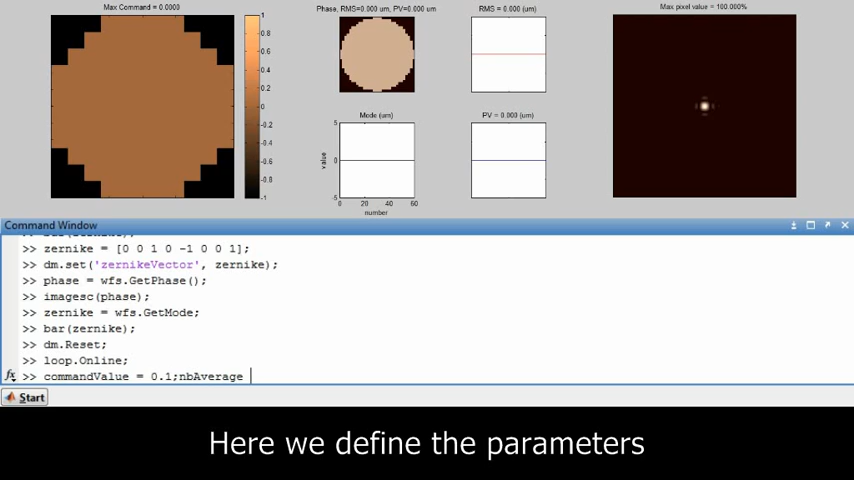 Max Command = 0.0000
1
0.8
0.6
0.4
0.2
0
-0.2
-0.4
-0.6
-0.8
-1
Phase, RMS=0.000 um, PV=0.000 um
RMS = 0.000 (um)
Max pixel value = 100.000%
Mode (um)
5
0
-5
value
0 20 40 60
number
PV = 0.000 (um)
Command Window
>> zernike = [0 0 1 0 -1 0 0 1];
>> dm.set('zernikeVector', zernike);
>> phase = wfs.GetPhase();
>> imagesc(phase);
>> zernike = wfs.GetMode;
>> bar(zernike);
>> dm.Reset;
>> loop.Online;
fx >> commandValue = 0.1;nbAverage
Start
Here we define the parameters